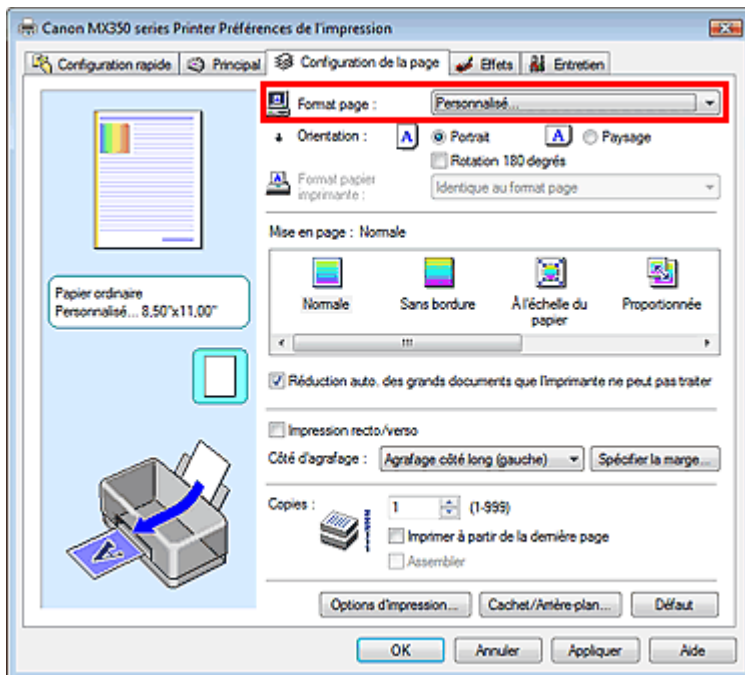 Canon MX350 series Printer Préférences de l'impression
Configuration rapide
Principal
Configuration de la page
Effets
Entretien
Format page :
Personnalisé...
Orientation :
A
Portrait
A
Paysage
Rotation 180 degrés
Format papier
imprimante :
Identique au format page
Mise en page : Normale
Normale
Sans bordure
À l'échelle du
papier
Proportionnée
Papier ordinaire
Personnalisé... 8,50"x11,00"
Réduction auto. des grands documents que l'imprimante ne peut pas traiter
Impression recto/verso
Côté d'agrafage :
Agrafage côté long (gauche)
Spécifier la marge...
Copies :
1
(1-999)
Imprimer à partir de la dernière page
Assembler
A
Options d'impression...
Cachet/Arrière-plan...
Défaut
OK
Annuler
Appliquer
Aide